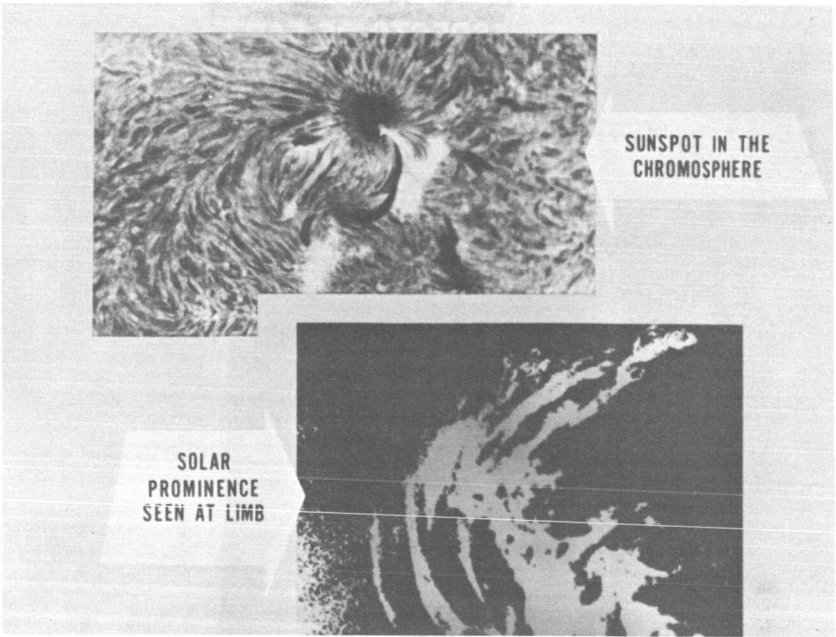 SUNSPOT IN THE
CHROMOSPHERE
SOLAR
PROMINENCE
SEEN AT LIMB